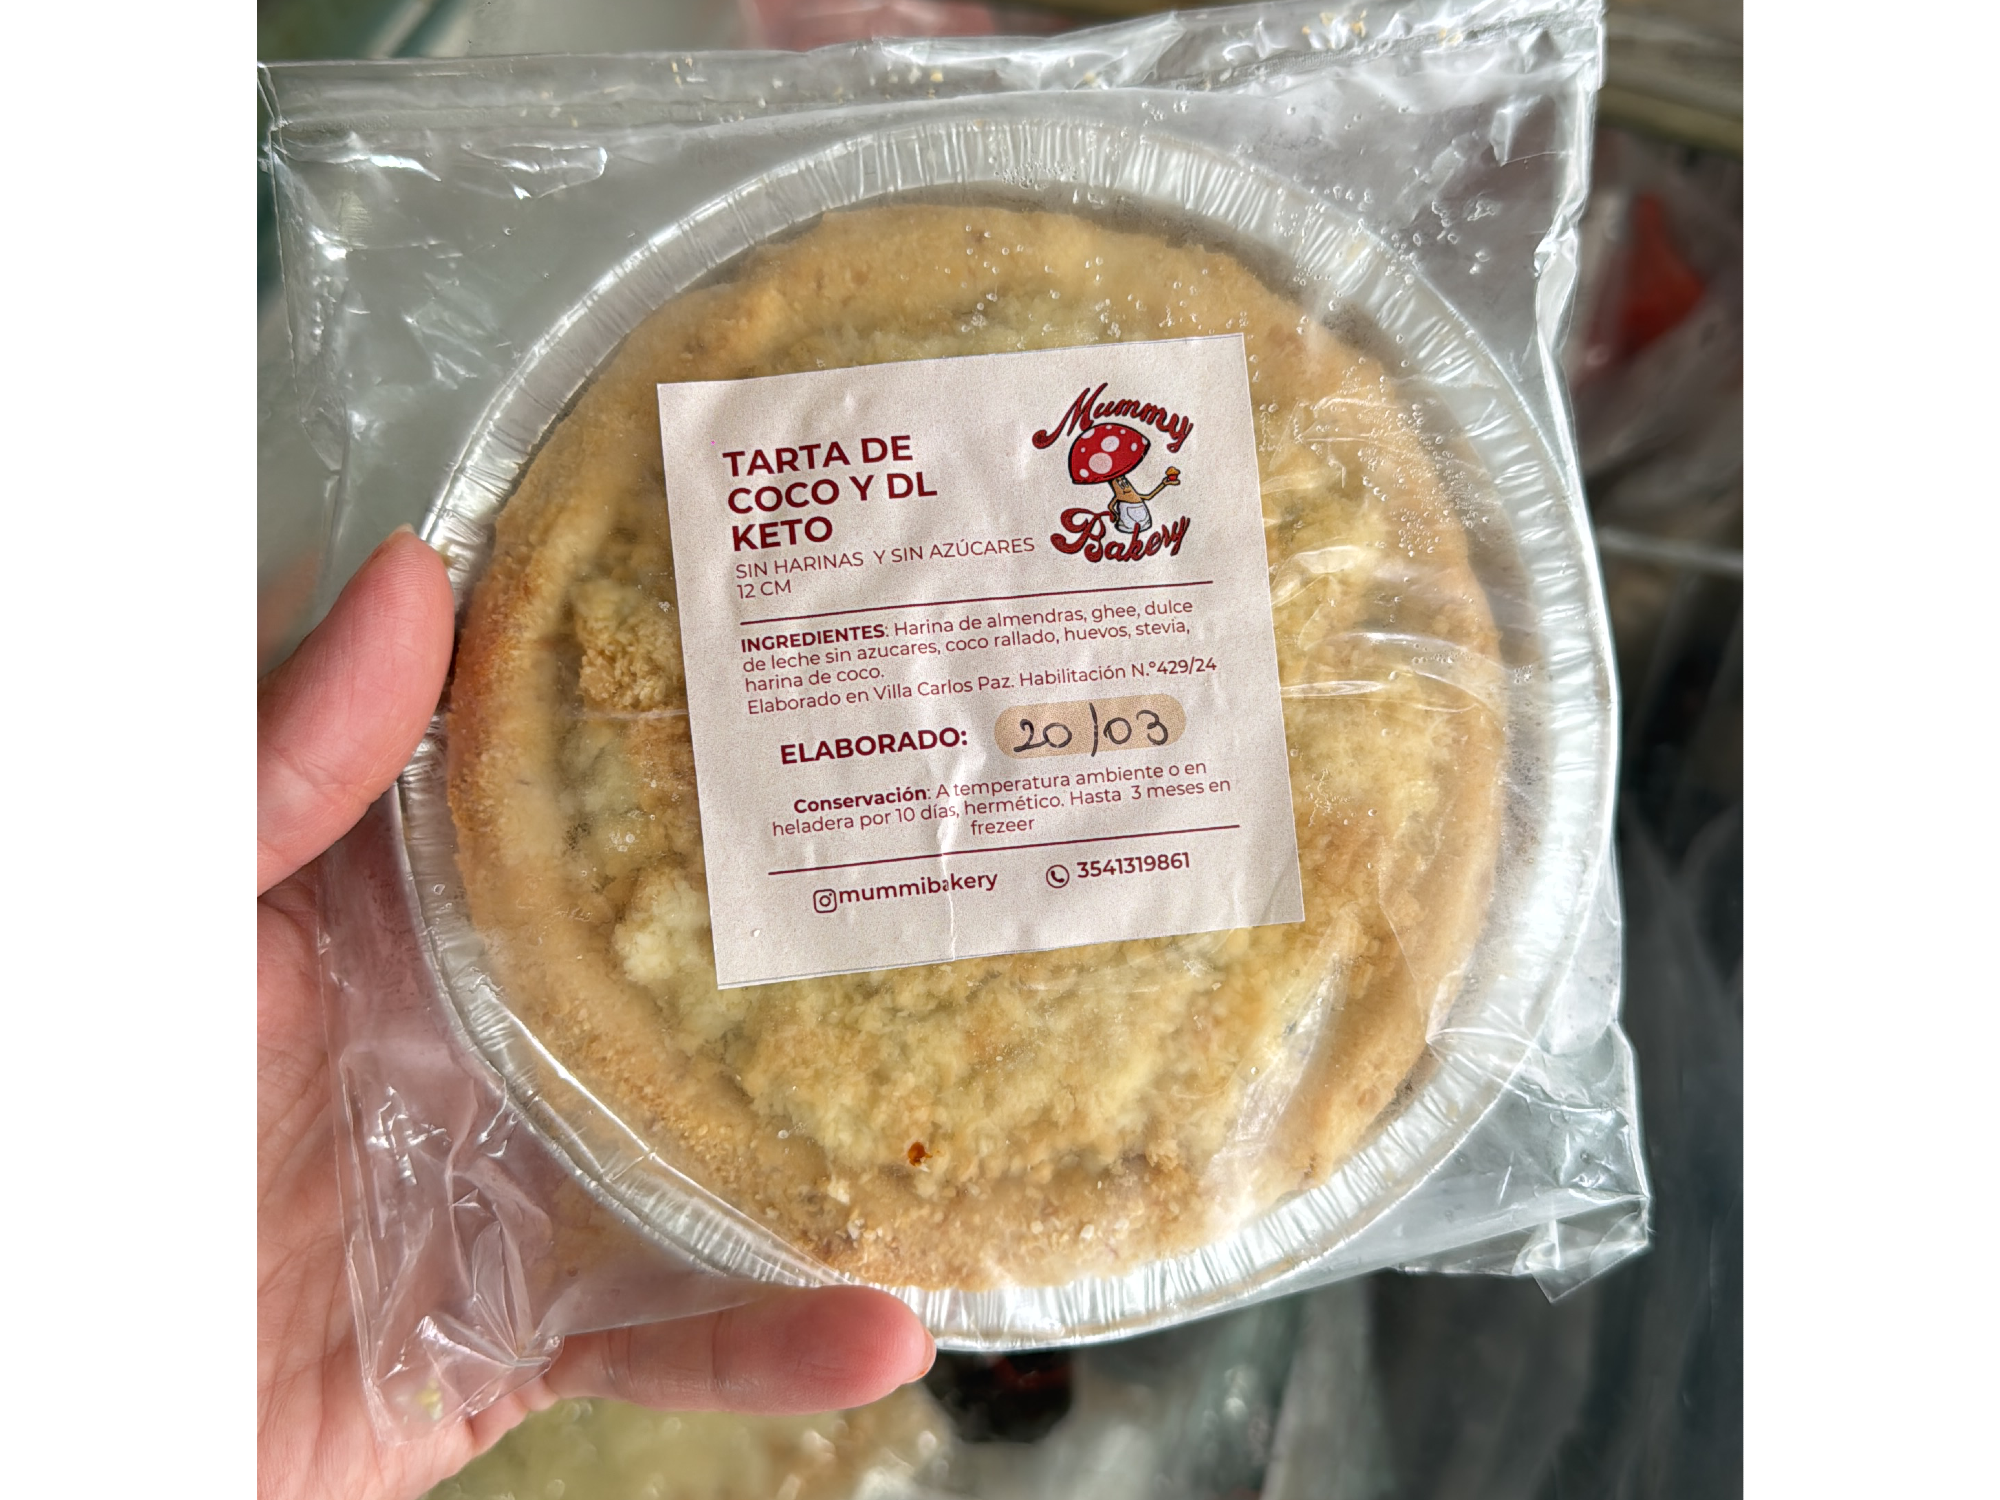 Mummy
Bakery
TARTA DE
COCO Y DL
KETO
SIN HARINAS Y SIN AZÚCARES
12 CM
INGREDIENTES: Harina de almendras, ghee, dulce
de leche sin azucares, coco rallado, huevos, stevia,
harina de coco.
Elaborado en Villa Carlos Paz. Habilitación N.°429/24
ELABORADO: 20/03
Conservación: A temperatura ambiente o en
heladera por 10 días, hermético. Hasta 3 meses en
frezeer
mummibakery 3541319861